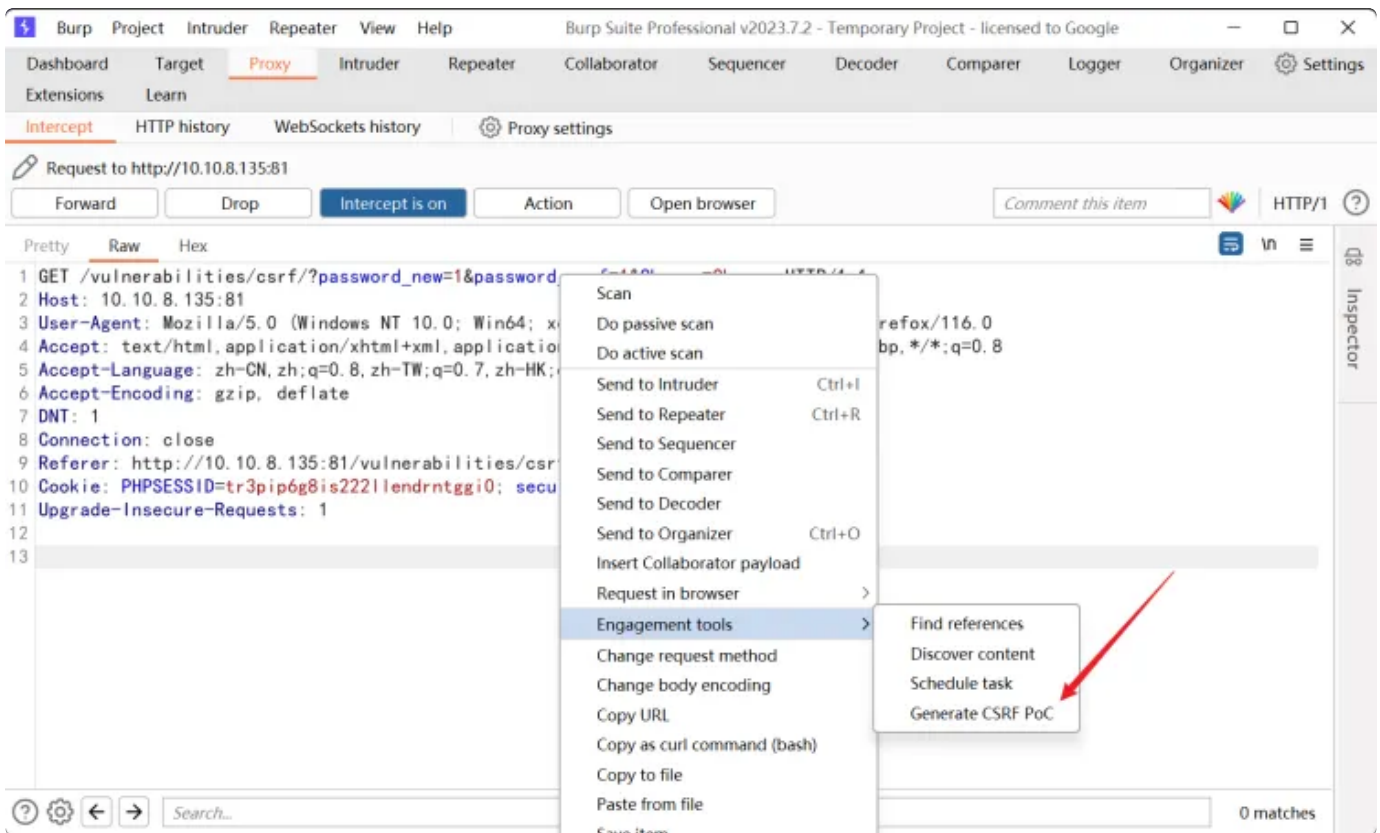 Burp Project Intruder Repeater View Help Burp Suite Professional v2023.7.2 - Temporary Project - licensed to Google
Dashboard Target Proxy Intruder Repeater Collaborator Sequencer Decoder Comparer Logger Organizer Settings
Extensions Learn
Intercept HTTP history WebSockets history Proxy settings
Request to http://10.10.8.135:81
Forward Drop Intercept is on Action Open browser Comment this item HTTP/1
Pretty Raw Hex \n
1 GET /vulnerabilities/csrf/?password_new=1&password_
2 Host: 10.10.8.135:81
3 User-Agent: Mozilla/5.0 (Windows NT 10.0; Win64; x refox/116.0
4 Accept: text/html,application/xhtml+xml,applicatio bp,*/*;q=0.8
5 Accept-Language: zh-CN,zh;q=0.8,zh-TW;q=0.7,zh-HK;
6 Accept-Encoding: gzip, deflate
7 DNT: 1
8 Connection: close
9 Referer: http://10.10.8.135:81/vulnerabilities/csr
10 Cookie: PHPSESSID=tr3pip6g8is222llendrntggi0; secu
11 Upgrade-Insecure-Requests: 1
12
13
Scan
Do passive scan
Do active scan
Send to Intruder Ctrl+I
Send to Repeater Ctrl+R
Send to Sequencer
Send to Comparer
Send to Decoder
Send to Organizer Ctrl+O
Insert Collaborator payload
Request in browser
Engagement tools
Change request method
Change body encoding
Copy URL
Copy as curl command (bash)
Copy to file
Paste from file
Save item
Find references
Discover content
Schedule task
Generate CSRF PoC
Inspector
Search... 0 matches